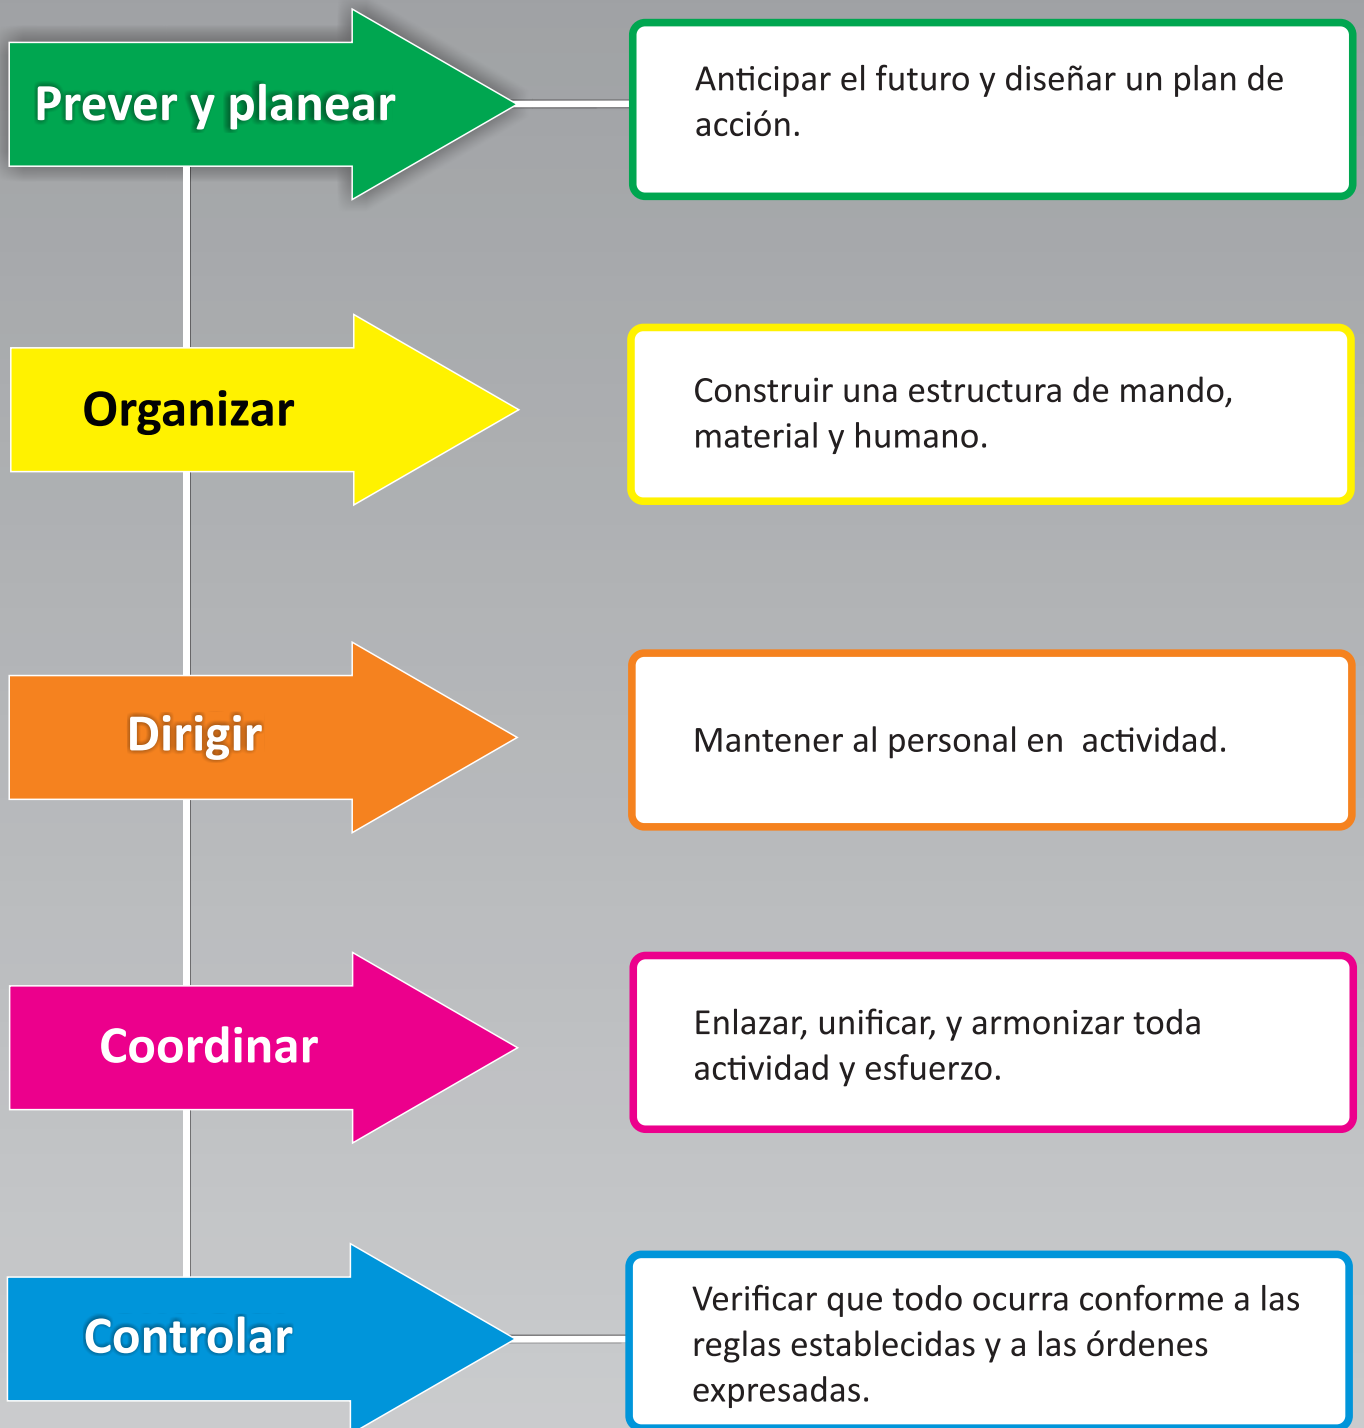 Prever y planear
Anticipar el futuro y diseñar un plan de
acción.
Organizar
Construir una estructura de mando,
material y humano.
Dirigir
Mantener al personal en  actividad.
Coordinar
Enlazar, unificar, y armonizar toda
actividad y esfuerzo.
Controlar
Verificar que todo ocurra conforme a las
reglas establecidas y a las órdenes
expresadas.